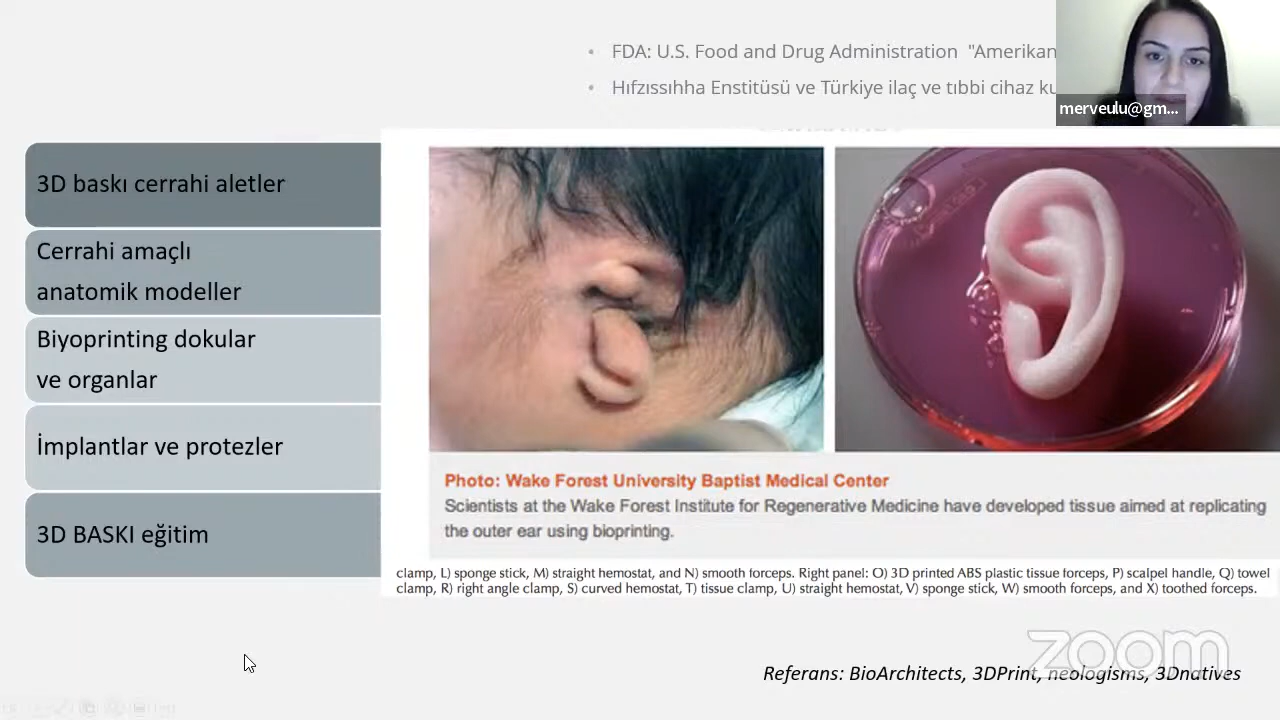 • FDA: U.S. Food and Drug Administration "Amerikan
• Hıfzıssıhha Enstitüsü ve Türkiye ilaç ve tıbbi cihaz ku
merveulu@gm...
3D baskı cerrahi aletler
Cerrahi amaçlı
anatomik modeller
Biyoprinting dokular
ve organlar
İmplantlar ve protezler
3D BASKI eğitim
Photo: Wake Forest University Baptist Medical Center
Scientists at the Wake Forest Institute for Regenerative Medicine have developed tissue aimed at replicating
the outer ear using bioprinting.
clamp, L) sponge stick, M) straight hemostat, and N) smooth forceps. Right panel: O) 3D printed ABS plastic tissue forceps, P) scalpel handle, Q) towel
clamp, R) right angle clamp, S) curved hemostat, T) tissue clamp, U) straight hemostat, V) sponge stick, W) smooth forceps, and X) toothed forceps.
zoom
Referans: BioArchitects, 3DPrint, neologisms, 3Dnatives